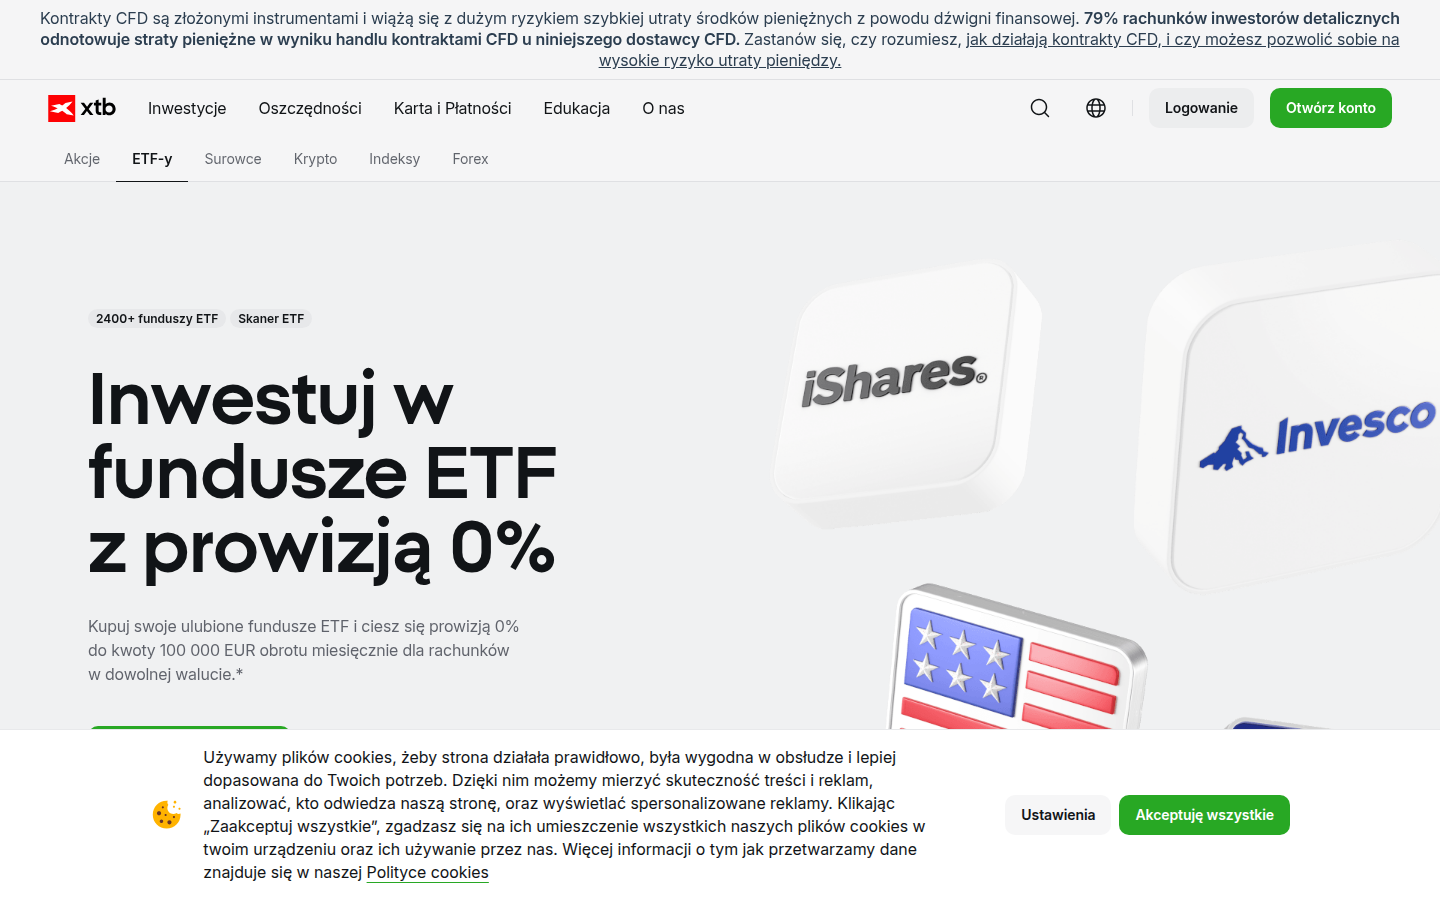 Kontrakty CFD są złożonymi instrumentami i wiążą się z dużym ryzykiem szybkiej utraty środków pieniężnych z powodu dźwigni finansowej. 79% rachunków inwestorów detalicznych
odnotowuje straty pieniężne w wyniku handlu kontraktami CFD u niniejszego dostawcy CFD. Zastanów się, czy rozumiesz, jak działają kontrakty CFD, i czy możesz pozwolić sobie na
wysokie ryzyko utraty pieniędzy.
xtb Inwestycje Oszczędności Karta i Płatności Edukacja O nas Logowanie Otwórz konto
Akcje ETF-y Surowce Krypto Indeksy Forex
2400+ funduszy ETF Skaner ETF
Inwestuj w
fundusze ETF
z prowizją 0%
Kupuj swoje ulubione fundusze ETF i ciesz się prowizją 0%
do kwoty 100 000 EUR obrotu miesięcznie dla rachunków
w dowolnej walucie.*
iShares®
Invesco
Używamy plików cookies, żeby strona działała prawidłowo, była wygodna w obsłudze i lepiej
dopasowana do Twoich potrzeb. Dzięki nim możemy mierzyć skuteczność treści i reklam,
analizować, kto odwiedza naszą stronę, oraz wyświetlać spersonalizowane reklamy. Klikając
„Zaakceptuj wszystkie”, zgadzasz się na ich umieszczenie wszystkich naszych plików cookies w
twoim urządzeniu oraz ich używanie przez nas. Więcej informacji o tym jak przetwarzamy dane
znajduje się w naszej Polityce cookies
Ustawienia
Akceptuję wszystkie